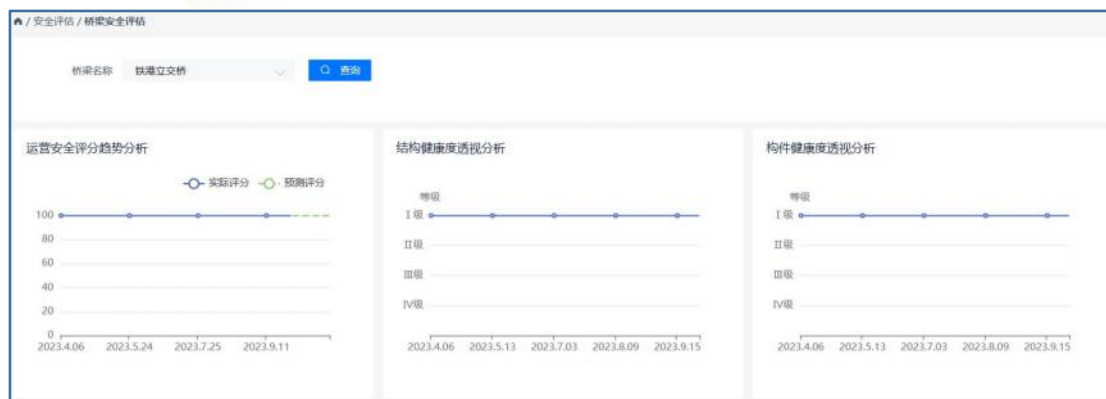 / 安全评估 / 桥梁安全评估
桥梁名称 铁港立交桥 查询
运营安全评分趋势分析
实际评分 预测评分
100
80
60
40
20
0
2023.4.06 2023.5.24 2023.7.25 2023.9.11
结构健康度透视分析
等级
I 级
II级
III级
IV级
2023.4.06 2023.5.13 2023.7.03 2023.8.09 2023.9.15
构件健康度透视分析
等级
I 级
II级
III级
IV级
2023.4.06 2023.5.13 2023.7.03 2023.8.09 2023.9.15